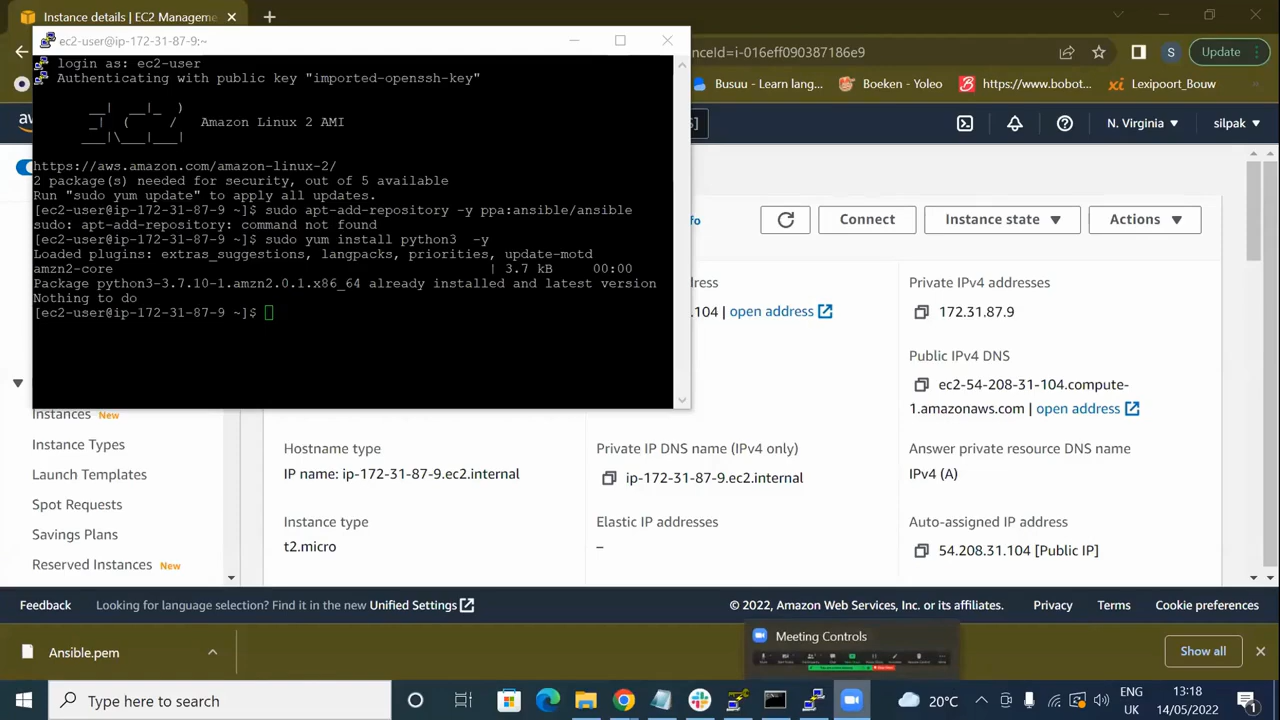 Instance details | EC2 Manageme
ec2-user@ip-172-31-87-9:~
login as: ec2-user
Authenticating with public key "imported-openssh-key"
Amazon Linux 2 AMI
https://aws.amazon.com/amazon-linux-2/
2 package(s) needed for security, out of 5 available
Run "sudo yum update" to apply all updates.
[ec2-user@ip-172-31-87-9 ~]$ sudo apt-add-repository -y ppa:ansible/ansible
sudo: apt-add-repository: command not found
[ec2-user@ip-172-31-87-9 ~]$ sudo yum install python3  -y
Loaded plugins: extras_suggestions, langpacks, priorities, update-motd
amzn2-core | 3.7 kB 00:00
Package python3-3.7.10-1.amzn2.0.1.x86_64 already installed and latest version
Nothing to do
[ec2-user@ip-172-31-87-9 ~]$
nceId=i-016eff090387186e9
S
Update
Busuu - Learn lang...
Boeken - Yoleo
https://www.bobot...
Lexipoort_Bouw
N. Virginia
silpak
Connect
Instance state
Actions
Private IPv4 addresses
.104 | open address
172.31.87.9
Public IPv4 DNS
ec2-54-208-31-104.compute-
1.amazonaws.com | open address
Instances New
Instance Types
Launch Templates
Spot Requests
Savings Plans
Reserved Instances New
Hostname type
IP name: ip-172-31-87-9.ec2.internal
Private IP DNS name (IPv4 only)
ip-172-31-87-9.ec2.internal
Answer private resource DNS name
IPv4 (A)
Instance type
t2.micro
Elastic IP addresses
–
Auto-assigned IP address
54.208.31.104 [Public IP]
Feedback
Looking for language selection? Find it in the new Unified Settings
© 2022, Amazon Web Services, Inc. or its affiliates.
Privacy
Terms
Cookie preferences
Ansible.pem
Meeting Controls
Show all
Type here to search
20°C
ENG
UK
13:18
14/05/2022
1